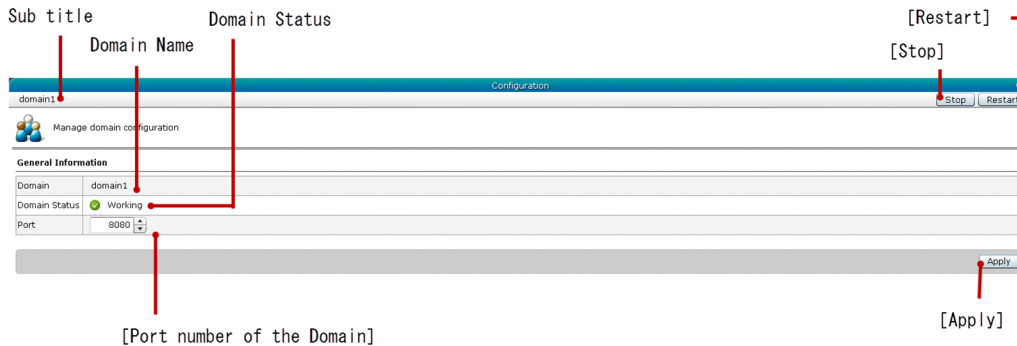 Sub title
Domain Name
Domain Status
[Restart]
[Stop]
Configuration
domain1
Stop Restart
Manage domain configuration
General Information
Domain domain1
Domain Status Working
Port 8080
Apply
[Port number of the Domain]
[Apply]